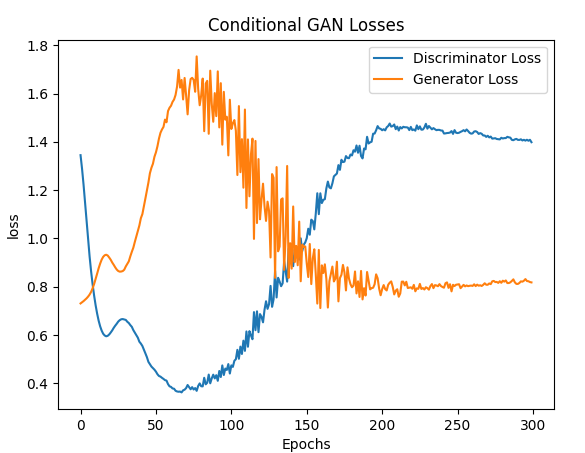 Conditional GAN Losses
Discriminator Loss
Generator Loss
loss
1.8
1.6
1.4
1.2
1.0
0.8
0.6
0.4
0 50 100 150 200 250 300
Epochs